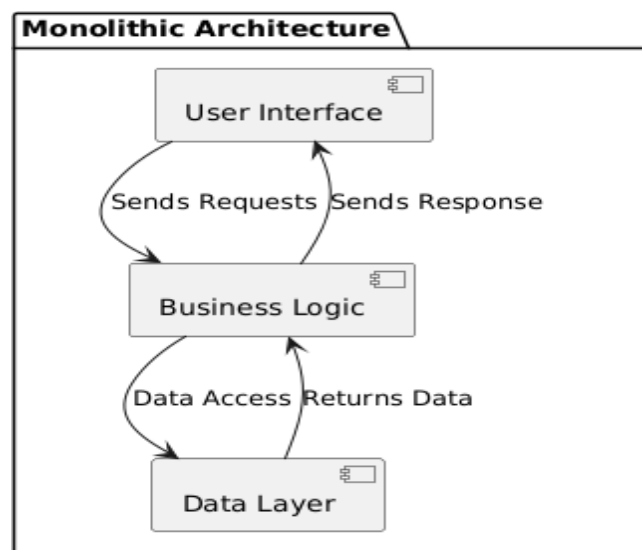 Monolithic Architecture
User Interface
Sends Requests
Sends Response
Business Logic
Data Access
Returns Data
Data Layer